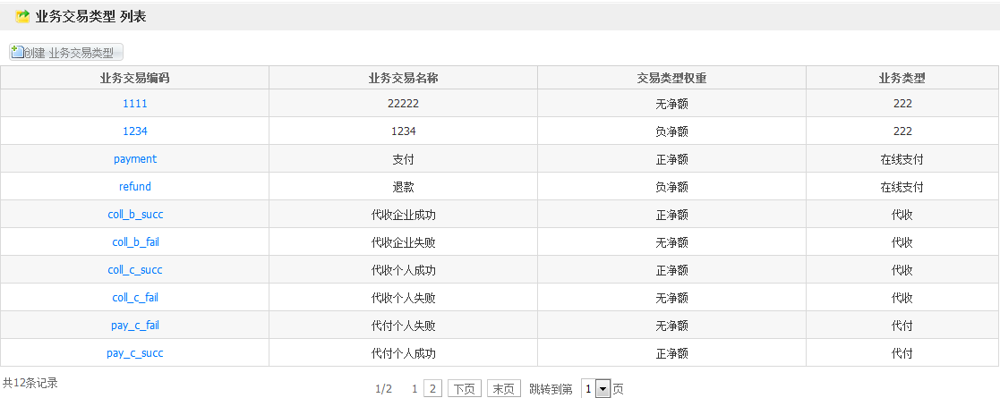 业务交易类型 列表
创建 业务交易类型
业务交易编码 业务交易名称 交易类型权重 业务类型
1111 22222 无净额 222
1234 1234 负净额 222
payment 支付 正净额 在线支付
refund 退款 负净额 在线支付
coll_b_succ 代收企业成功 正净额 代收
coll_b_fail 代收企业失败 无净额 代收
coll_c_succ 代收个人成功 正净额 代收
coll_c_fail 代收个人失败 无净额 代收
pay_c_fail 代付个人失败 无净额 代付
pay_c_succ 代付个人成功 正净额 代付
共12条记录 1/2 1 2 下页 末页 跳转到第 1 页